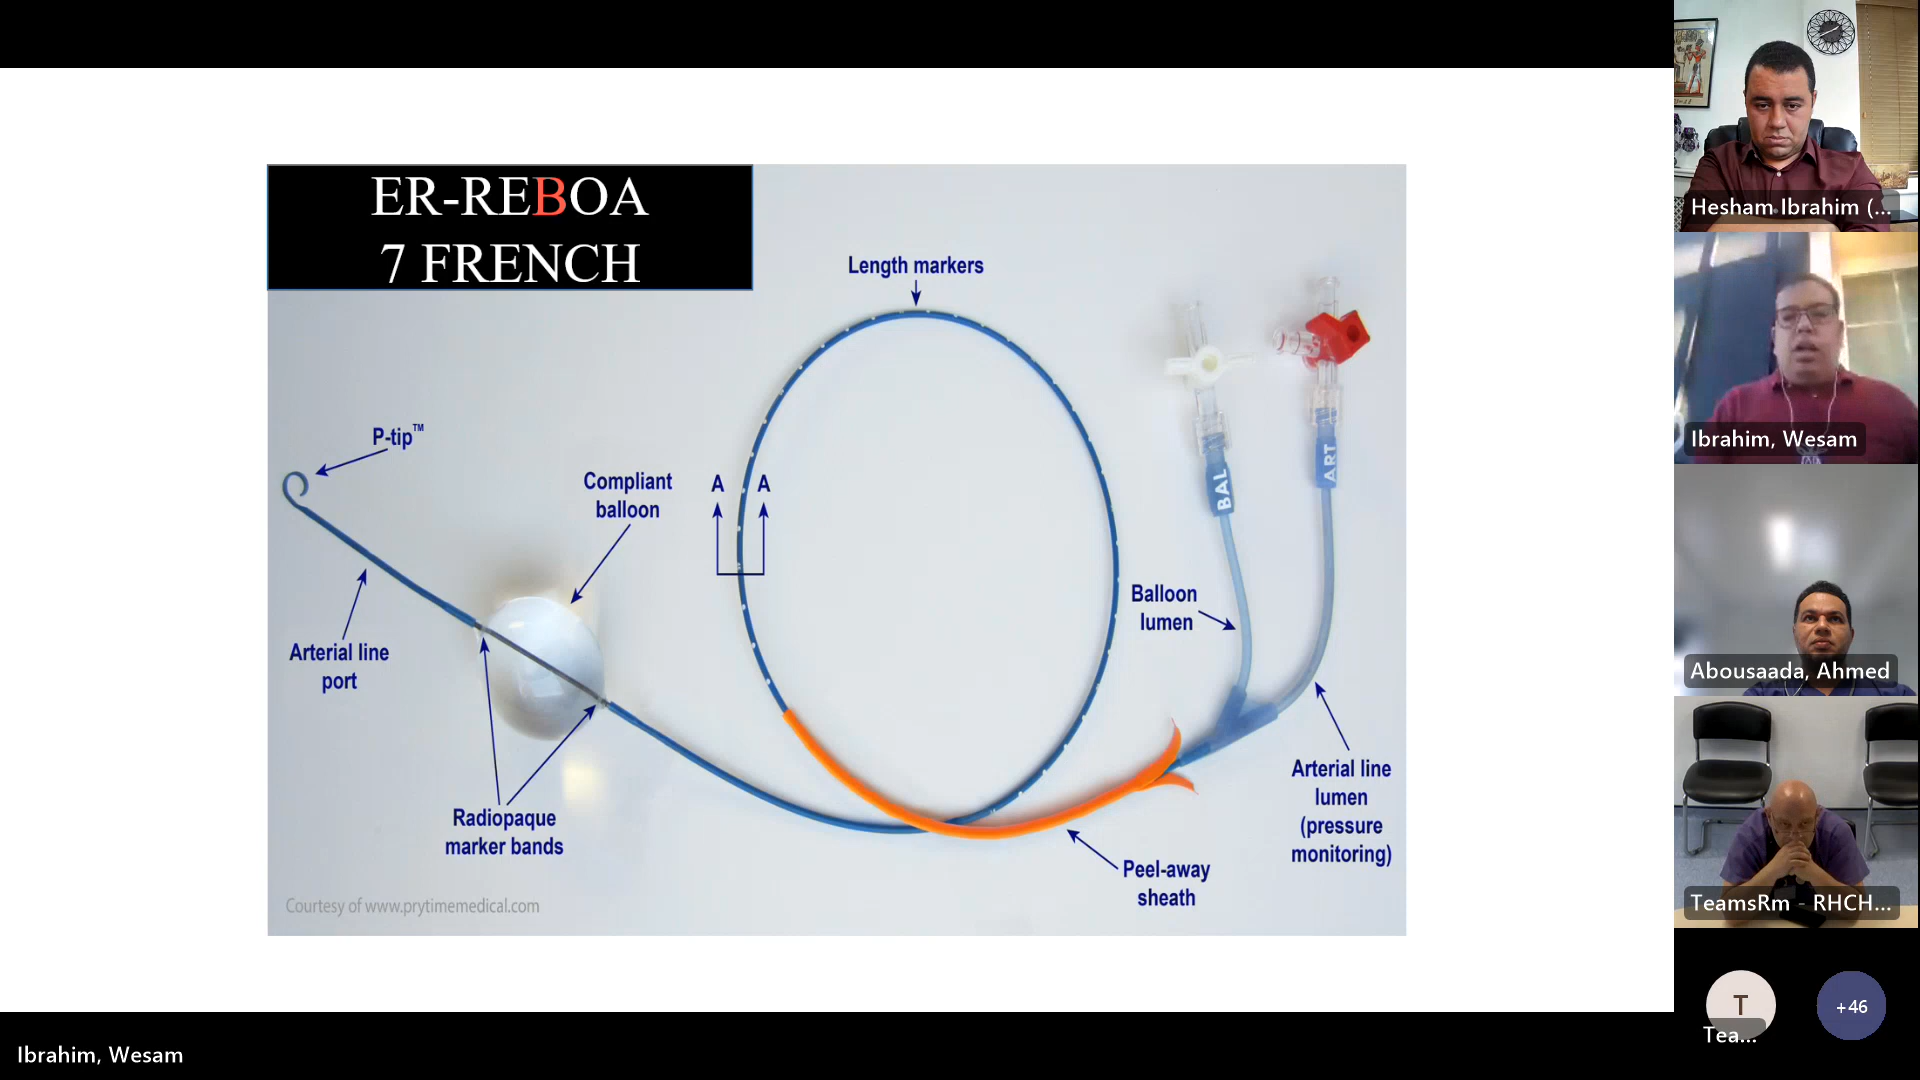 ER-REBOA
7 FRENCH
Length markers
P-tip™
Compliant
balloon
A A
BAL
ART
Balloon
lumen
Arterial line
port
Radiopaque
marker bands
Arterial line
lumen
(pressure
monitoring)
Peel-away
sheath
Courtesy of www.prytimemedical.com
Hesham Ibrahim (...
Ibrahim, Wesam
Abousaada, Ahmed
TeamsRm - RHCH...
T
Tea...
+46
Ibrahim, Wesam